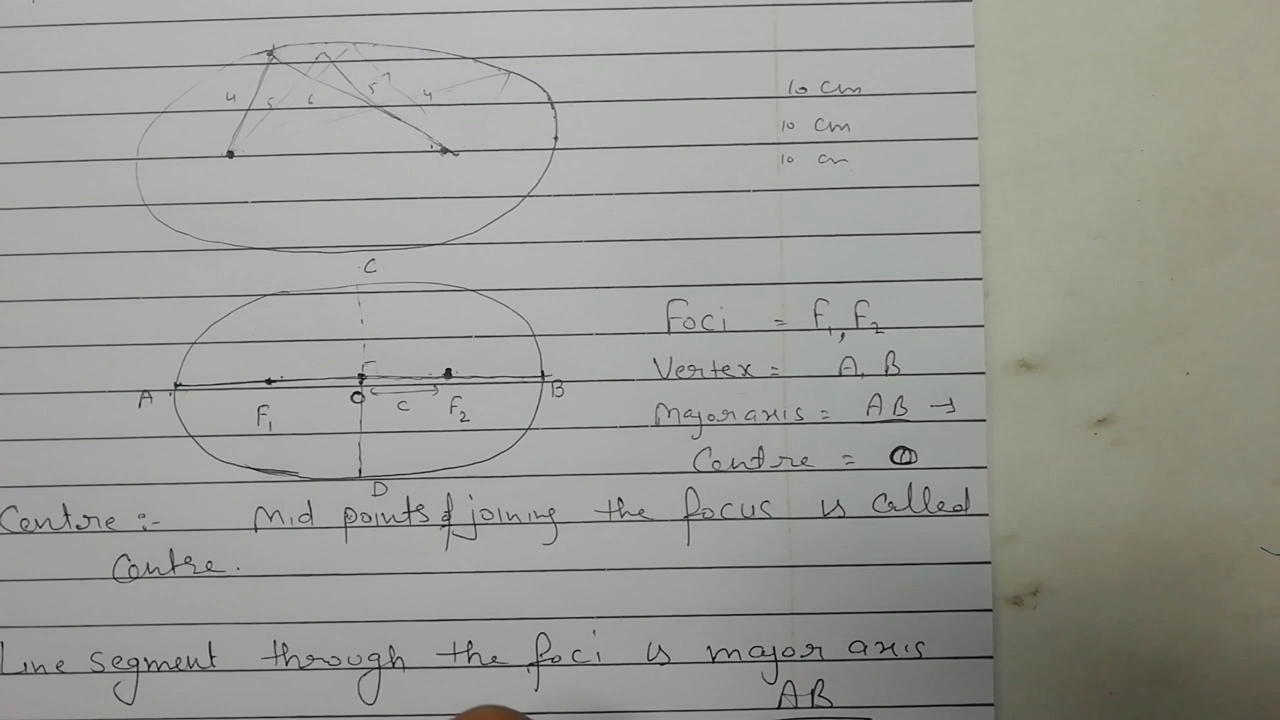 4 5 6 5 4
10 cm
10 cm
10 cm
C
Foci = F1, F2
Vertex = A, B
A O c B
F1 F2
Major axis = AB →
Centre = O
D
Centre :- Mid points of joining the focus is called
Centre.
Line segment through the foci is major axis
AB